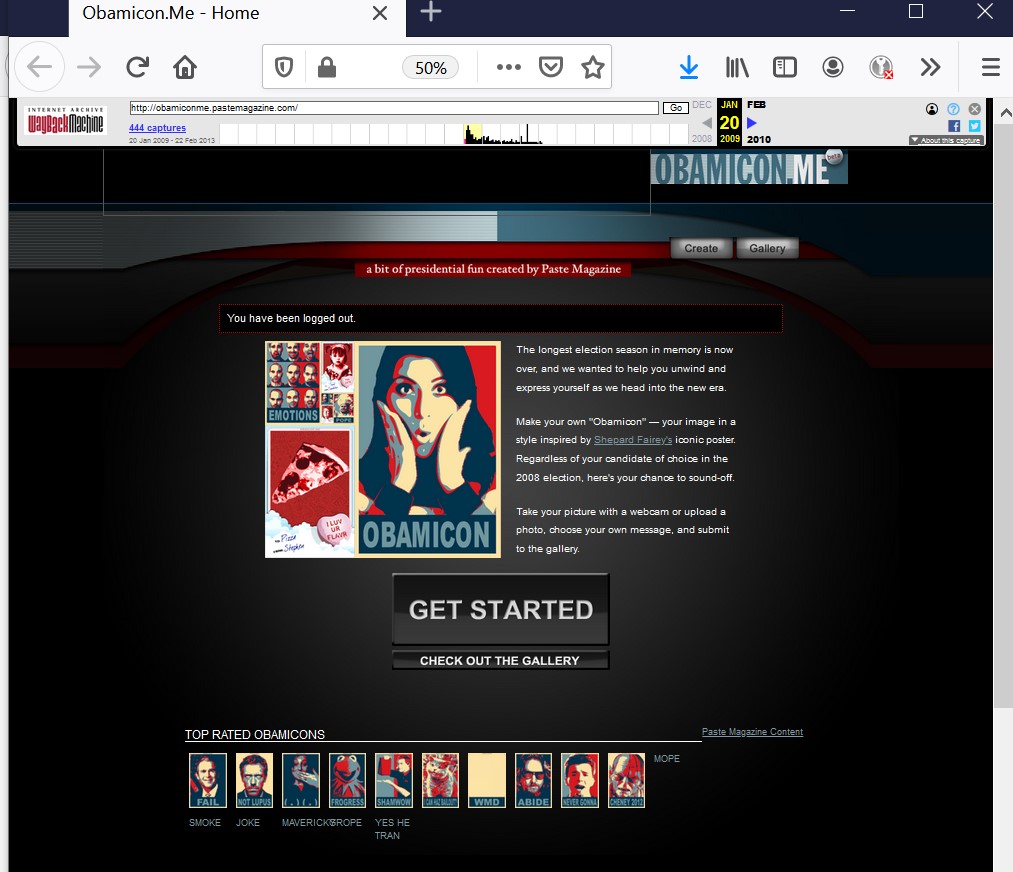 Obamicon.Me - Home
50%
INTERNET ARCHIVE
WayBackMachine
http://obamiconme.pastemagazine.com/
Go
DEC
JAN
FEB
444 captures
20
20 Jan 2009 - 22 Feb 2013
2008
2009
2010
About this capture
OBAMICON.ME
beta
Create
Gallery
a bit of presidential fun created by Paste Magazine
You have been logged out.
EMOTIONS
POPE
I LUV
UR
FLAVR
Pizza
Stephen
OBAMICON
The longest election season in memory is now
over, and we wanted to help you unwind and
express yourself as we head into the new era.
Make your own "Obamicon" — your image in a
style inspired by Shepard Fairey's iconic poster.
Regardless of your candidate of choice in the
2008 election, here's your chance to sound-off.
Take your picture with a webcam or upload a
photo, choose your own message, and submit
to the gallery.
GET STARTED
CHECK OUT THE GALLERY
TOP RATED OBAMICONS
Paste Magazine Content
FAIL
NOT LUPUS
(.)(.)
FROGRESS
SHAMWOW
I CAN HAZ BAILOUT?
WMD
ABIDE
NEVER GONNA
CHENEY 2012
MOPE
SMOKE
JOKE
MAVERICK?
GROPE
YES HE
TRAN